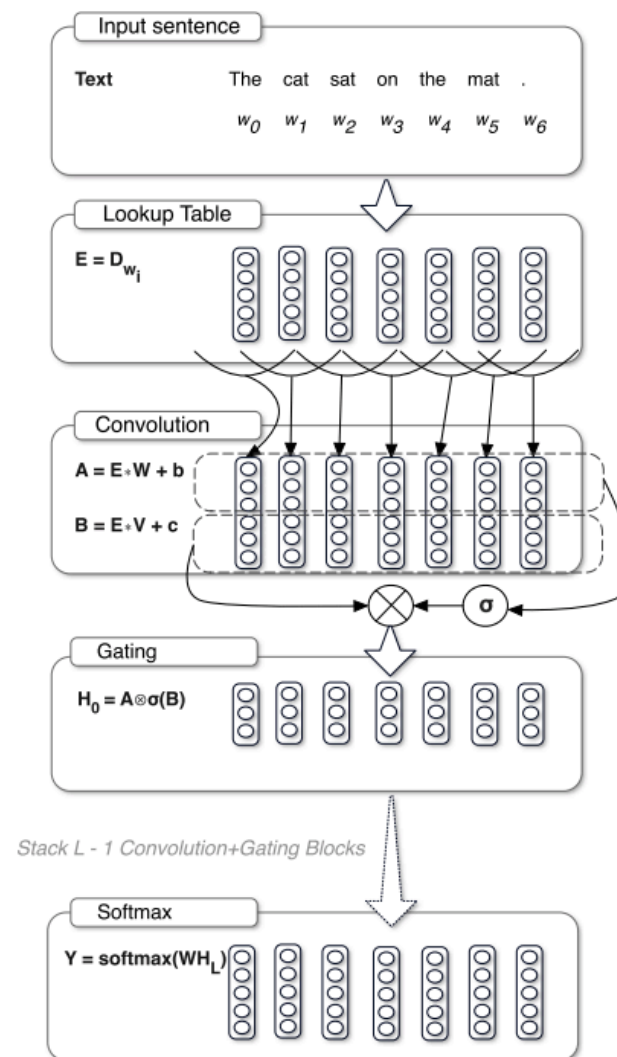 Input sentence
Text The cat sat on the mat .
w0 w1 w2 w3 w4 w5 w6
Lookup Table
E = Dwi
Convolution
A = E*W + b
B = E*V + c
σ
Gating
H0 = A⊗σ(B)
Stack L - 1 Convolution+Gating Blocks
Softmax
Y = softmax(WHL)